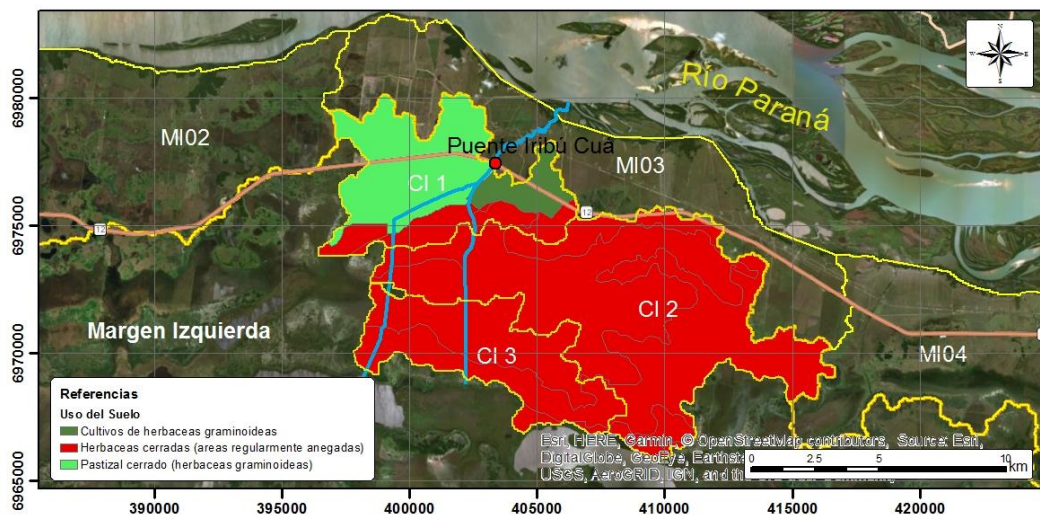 N
W
E
S
Río Paraná
MI02
Puente Iribú Cuá
MI03
CI 1
12
12
CI 2
Margen Izquierda
CI 3
MI04
Referencias
Uso del Suelo
Cultivos de herbaceas graminoideas
Herbaceas cerradas (areas regularmente anegadas)
Pastizal cerrado (herbaceas graminoideas)
Esri, HERE, Garmin, © OpenStreetMap contributors, Source: Esri,
DigitalGlobe, GeoEye, Earthsta
USGS, AeroGRID, IGN, and the
0 2.5 5 10
km
6980000
6975000
6970000
6965000
390000 395000 400000 405000 410000 415000 420000